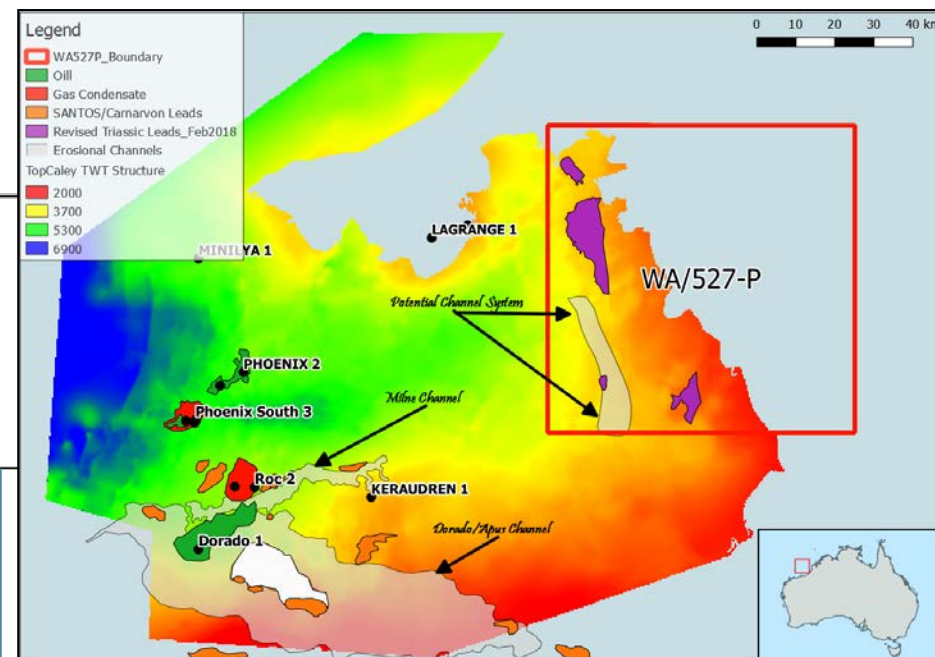 Legend
WA527P_Boundary
Oill
Gas Condensate
SANTOS/Carnarvon Leads
Revised Triassic Leads_Feb2018
Erosional Channels
TopCaley TWT Structure
2000
3700
5300
6900
0 10 20 30 40 km
LAGRANGE 1
MINILYA 1
WA/527-P
Potential Channel System
PHOENIX 2
Milne Channel
Phoenix South 3
Roc 2
KERAUDREN 1
Dorado/Apus Channel
Dorado 1